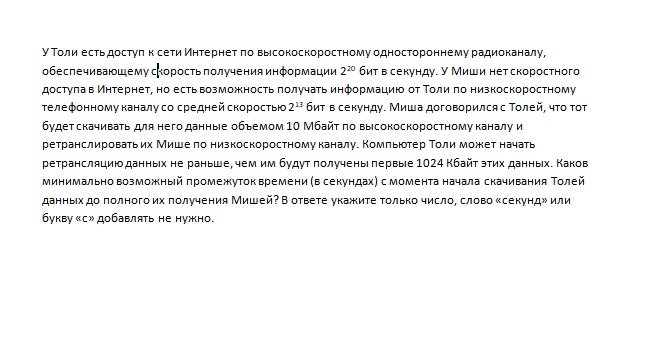 У Толи есть доступ к сети Интернет по высокоскоростному одностороннему радиоканалу,
обеспечивающему скорость получения информации 2²⁰ бит в секунду. У Миши нет скоростного
доступа в Интернет, но есть возможность получать информацию от Толи по низкоскоростному
телефонному каналу со средней скоростью 2¹³ бит в секунду. Миша договорился с Толей, что тот
будет скачивать для него данные объемом 10 Мбайт по высокоскоростному каналу и
ретранслировать их Мише по низкоскоростному каналу. Компьютер Толи может начать
ретрансляцию данных не раньше, чем им будут получены первые 1024 Кбайт этих данных. Каков
минимально возможный промежуток времени (в секундах) с момента начала скачивания Толей
данных до полного их получения Мишей? В ответе укажите только число, слово «секунд» или
букву «с» добавлять не нужно.